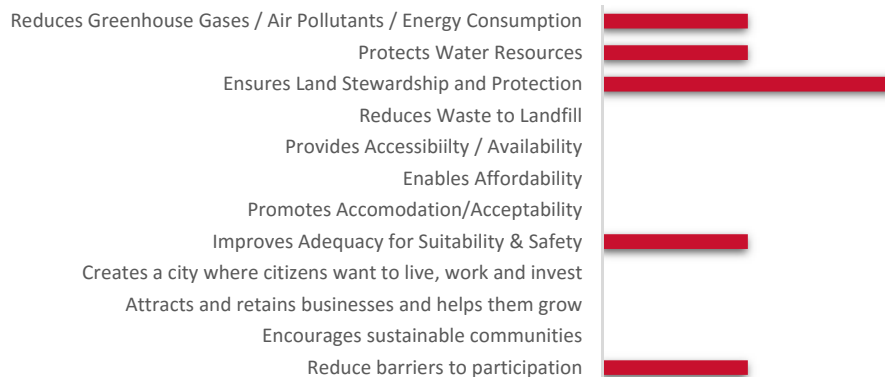 Reduces Greenhouse Gases / Air Pollutants / Energy Consumption
Protects Water Resources
Ensures Land Stewardship and Protection
Reduces Waste to Landfill
Provides Accessibiilty / Availability
Enables Affordability
Promotes Accomodation/Acceptability
Improves Adequacy for Suitability & Safety
Creates a city where citizens want to live, work and invest
Attracts and retains businesses and helps them grow
Encourages sustainable communities
Reduce barriers to participation